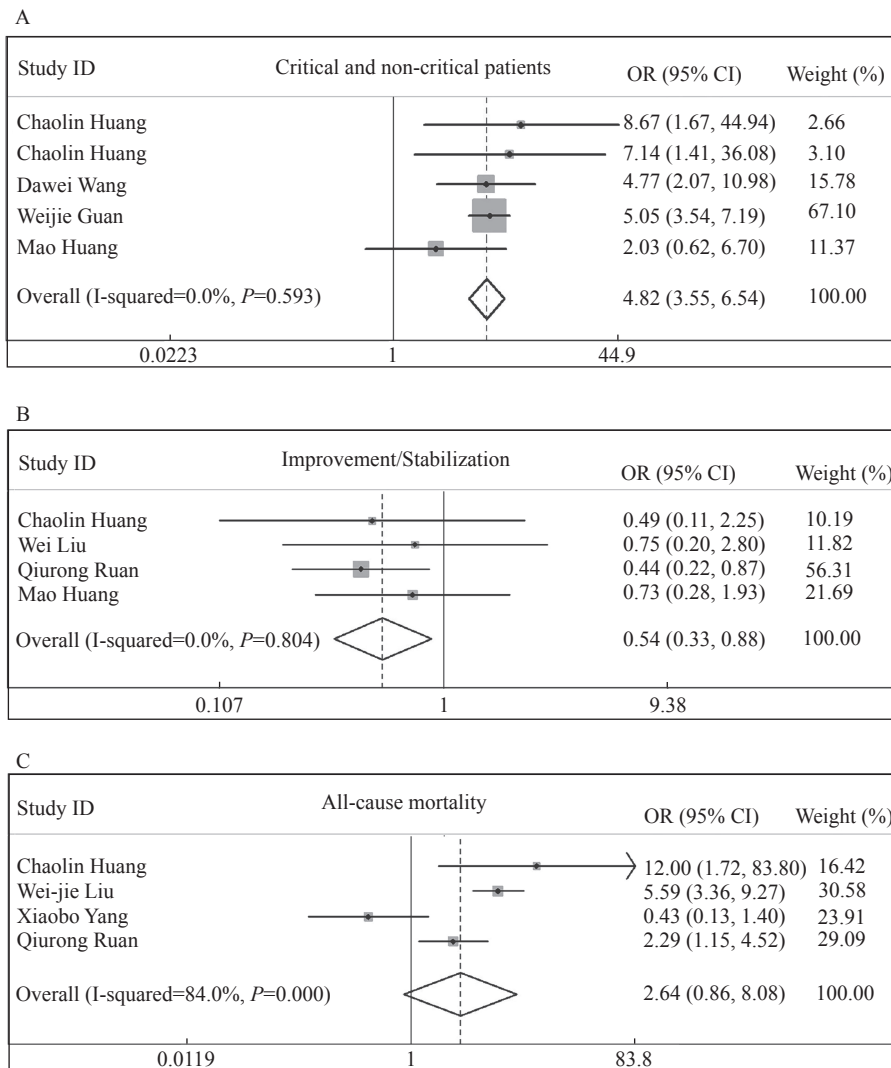 A
Study ID Critical and non-critical patients OR (95% CI) Weight (%)
Chaolin Huang 8.67 (1.67, 44.94) 2.66
Chaolin Huang 7.14 (1.41, 36.08) 3.10
Dawei Wang 4.77 (2.07, 10.98) 15.78
Weijie Guan 5.05 (3.54, 7.19) 67.10
Mao Huang 2.03 (0.62, 6.70) 11.37
Overall (I-squared=0.0%, P=0.593) 4.82 (3.55, 6.54) 100.00
0.0223 1 44.9
B
Study ID Improvement/Stabilization OR (95% CI) Weight (%)
Chaolin Huang 0.49 (0.11, 2.25) 10.19
Wei Liu 0.75 (0.20, 2.80) 11.82
Qiurong Ruan 0.44 (0.22, 0.87) 56.31
Mao Huang 0.73 (0.28, 1.93) 21.69
Overall (I-squared=0.0%, P=0.804) 0.54 (0.33, 0.88) 100.00
0.107 1 9.38
C
Study ID All-cause mortality OR (95% CI) Weight (%)
Chaolin Huang 12.00 (1.72, 83.80) 16.42
Wei-jie Liu 5.59 (3.36, 9.27) 30.58
Xiaobo Yang 0.43 (0.13, 1.40) 23.91
Qiurong Ruan 2.29 (1.15, 4.52) 29.09
Overall (I-squared=84.0%, P=0.000) 2.64 (0.86, 8.08) 100.00
0.0119 1 83.8